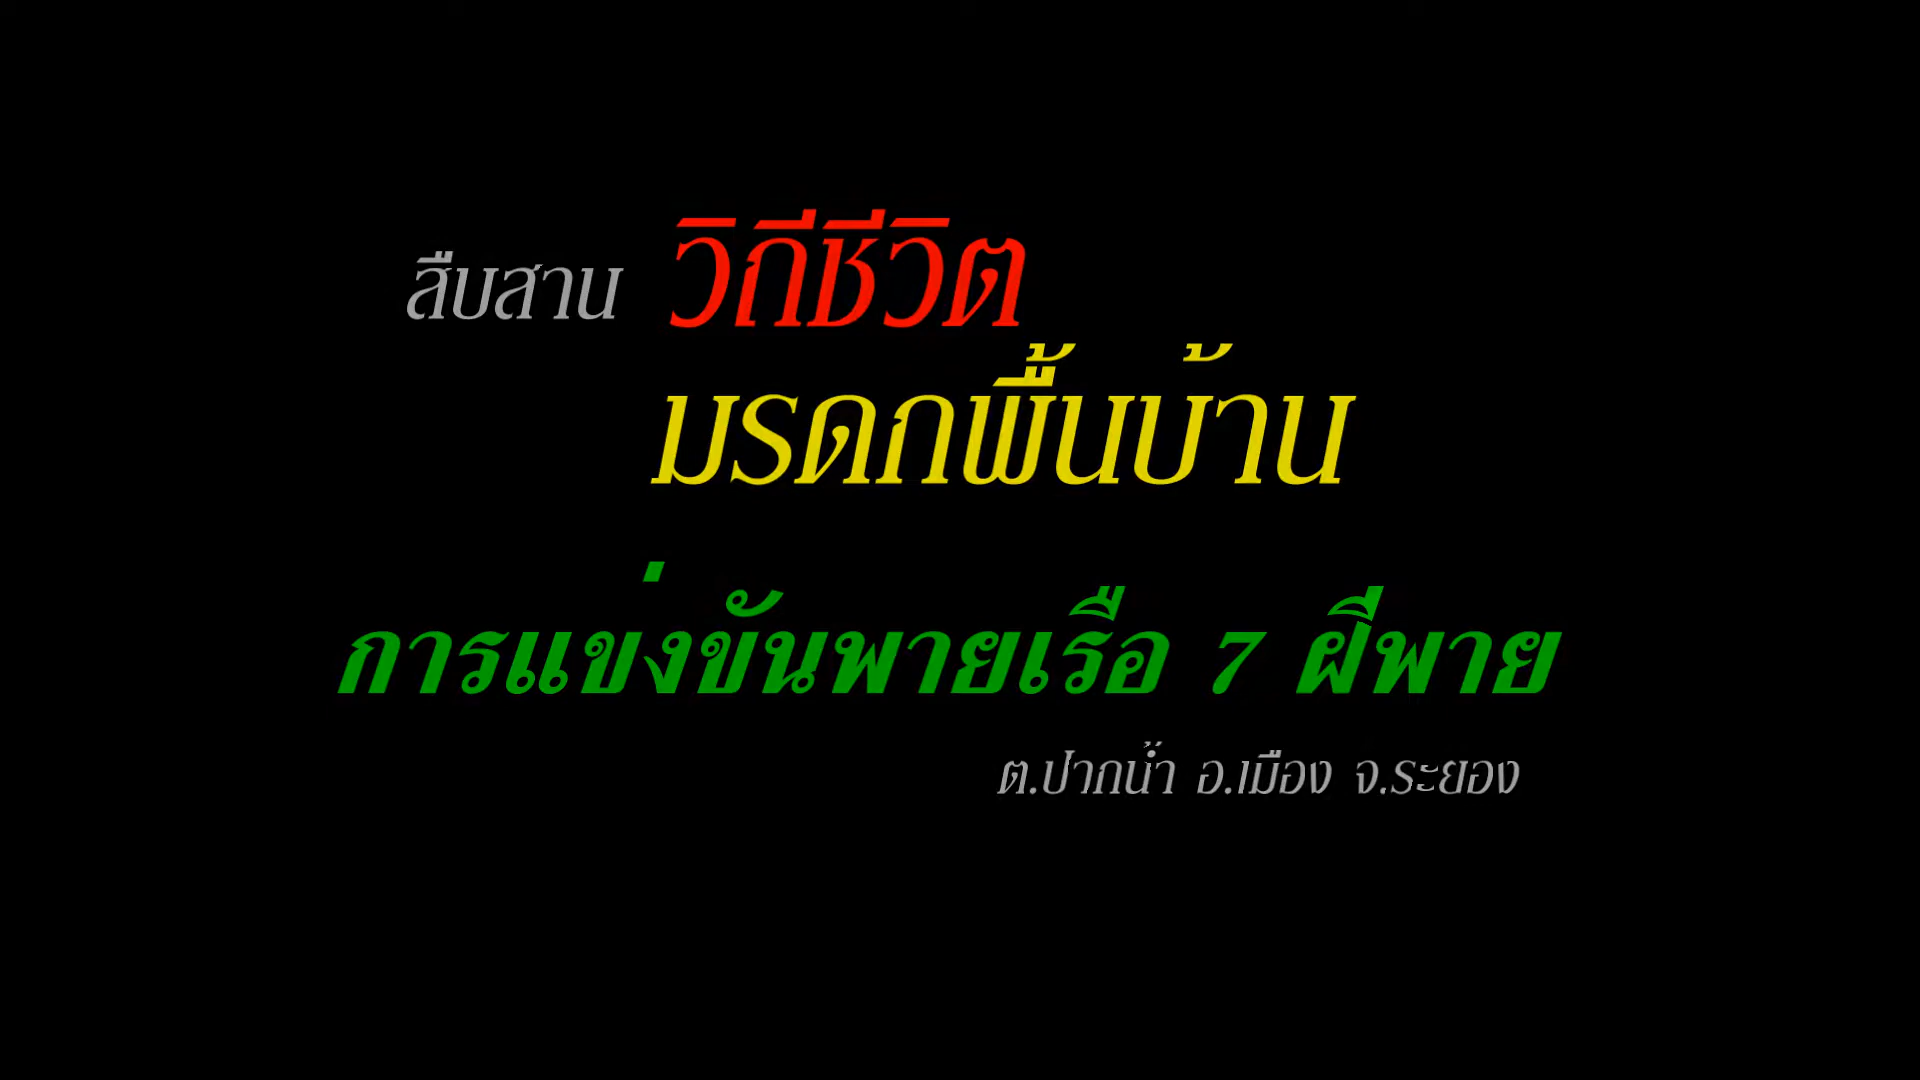 สืบสาน วิถีชีวิต
มรดกพื้นบ้าน
การแข่งขันพายเรือ 7 ฝีพาย
ต.ปากน้ำ อ.เมือง จ.ระยอง